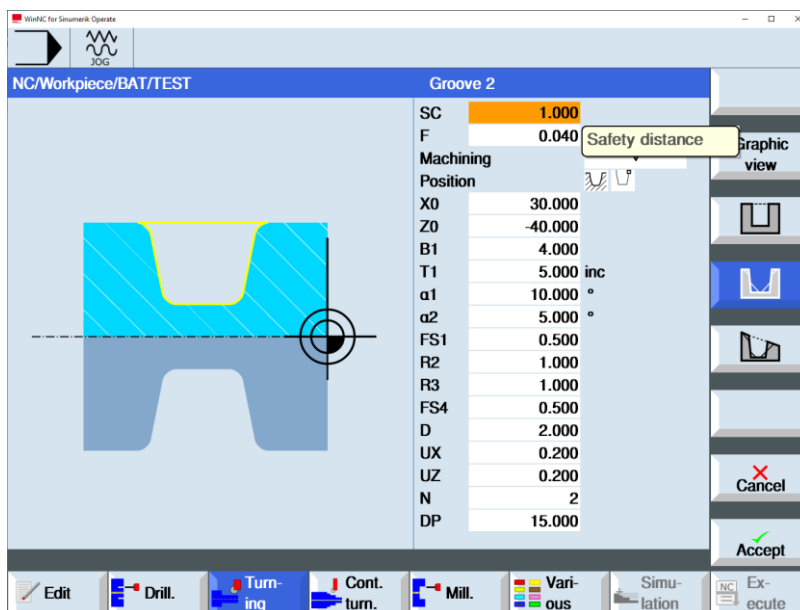 WinNC for Sinumerik Operate
JOG
NC/Workpiece/BAT/TEST
Groove 2
SC 1.000
F 0.040
Safety distance
Graphic
view
Machining
Position
X0 30.000
Z0 -40.000
B1 4.000
T1 5.000 inc
α1 10.000 °
α2 5.000 °
FS1 0.500
R2 1.000
R3 1.000
FS4 0.500
D 2.000
UX 0.200
UZ 0.200
N 2
DP 15.000
Cancel
Accept
Edit
Drill.
Turn-
ing
Cont.
turn.
Mill.
Vari-
ous
Simu-
lation
NC
Ex-
ecute